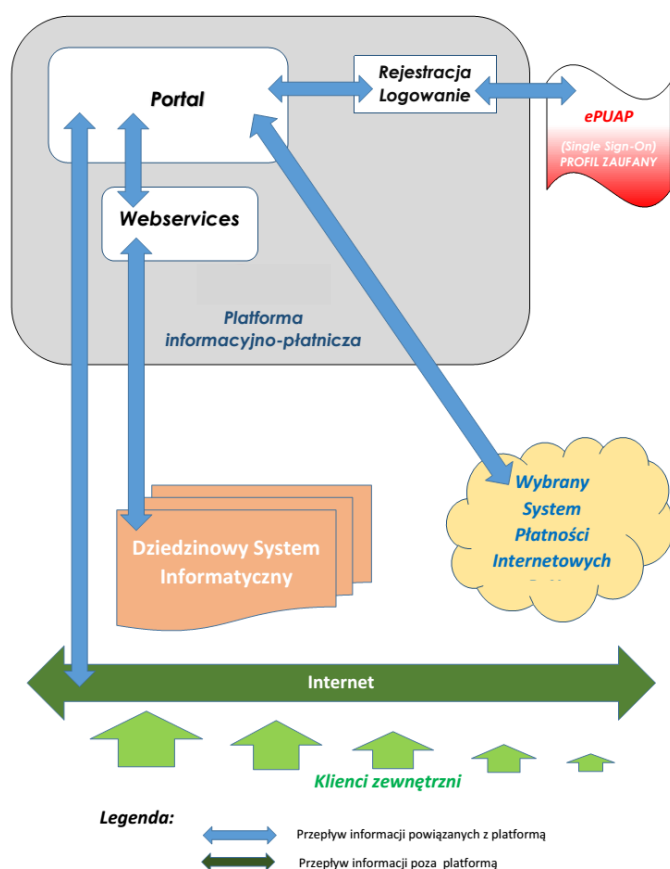 Portal
Rejestracja
Logowanie
ePUAP
(Single Sign-On)
PROFIL ZAUFANY
Webservices
Platforma
informacyjno-płatnicza
Wybrany
System
Płatności
Internetowych
Dziedzinowy System
Informatyczny
Internet
Klienci zewnętrzni
Legenda:
Przepływ informacji powiązanych z platformą
Przepływ informacji poza platformą